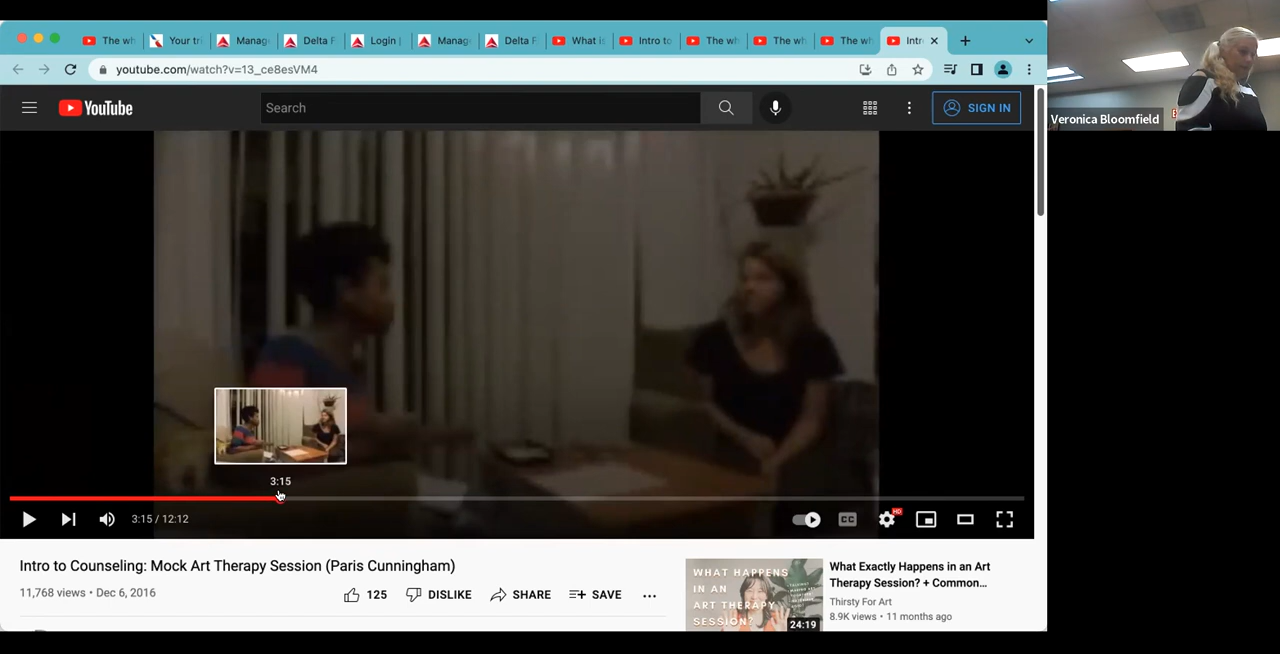 The wh
Your tri
Manag
Delta F
Login |
Manag
Delta F
What is
Intro to
The wh
The wh
The wh
Intr
youtube.com/watch?v=13_ce8esVM4
YouTube
Search
SIGN IN
Veronica Bloomfield
3:15
3:15 / 12:12
CC
HD
Intro to Counseling: Mock Art Therapy Session (Paris Cunningham)
11,768 views • Dec 6, 2016
125
DISLIKE
SHARE
SAVE
WHAT HAPPENS
IN AN
ART THERAPY
SESSION?
24:19
What Exactly Happens in an Art
Therapy Session? + Common...
Thirsty For Art
8.9K views • 11 months ago